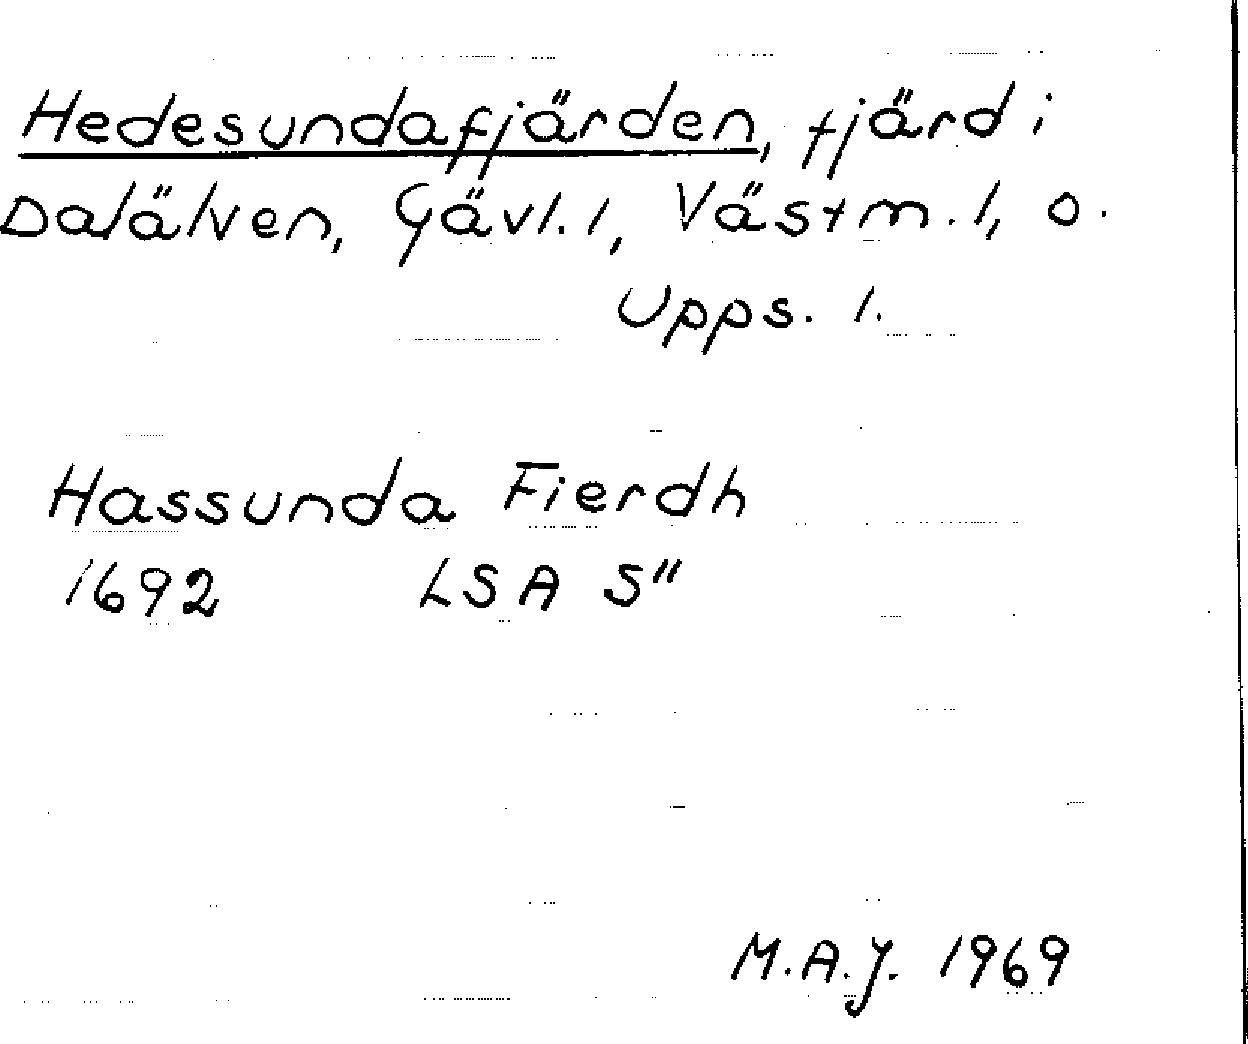 Hedesundafjärden, fjärd i
Dalälven, Gävl. l, Västm. l, o.
Upps. l.
Hassunda Fierdh
1692 LSA S"
M.A.J. 1969